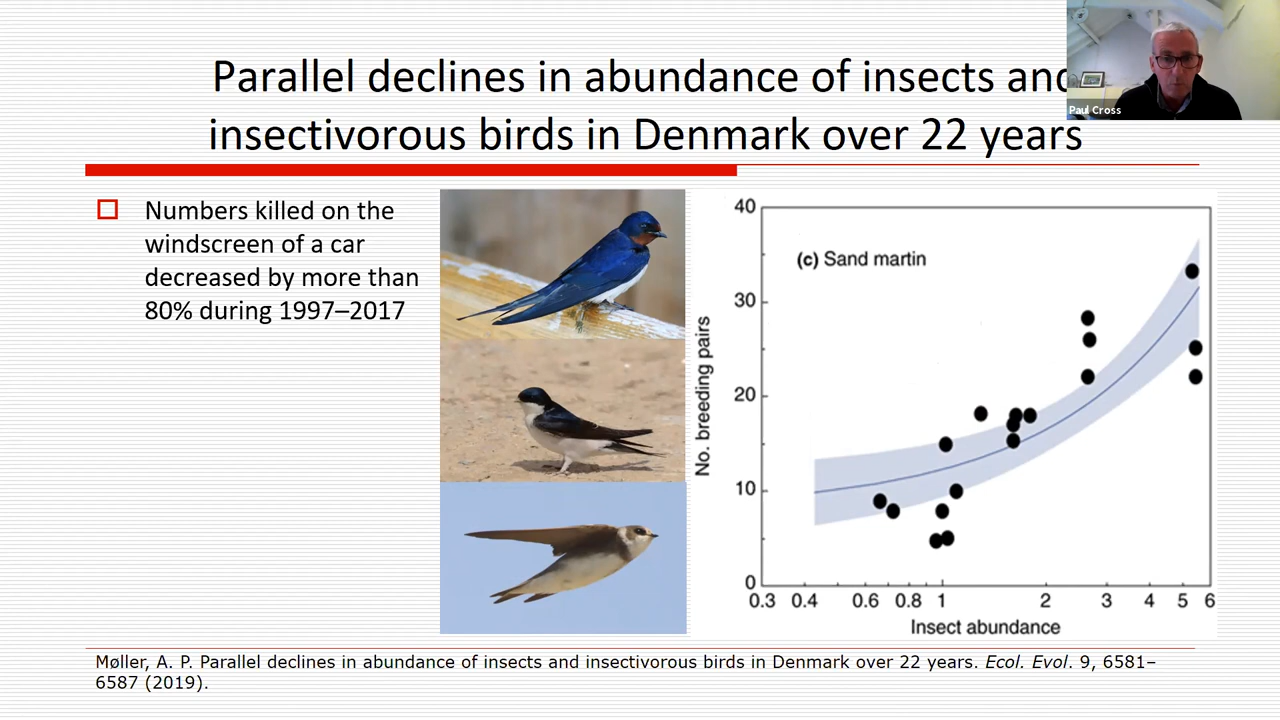 Parallel declines in abundance of insects and
insectivorous birds in Denmark over 22 years
Paul Cross
Numbers killed on the
windscreen of a car
decreased by more than
80% during 1997–2017
(c) Sand martin
No. breeding pairs
40
30
20
10
0
0.3 0.4 0.6 0.8 1 2 3 4 5 6
Insect abundance
Møller, A. P. Parallel declines in abundance of insects and insectivorous birds in Denmark over 22 years. Ecol. Evol. 9, 6581–
6587 (2019).